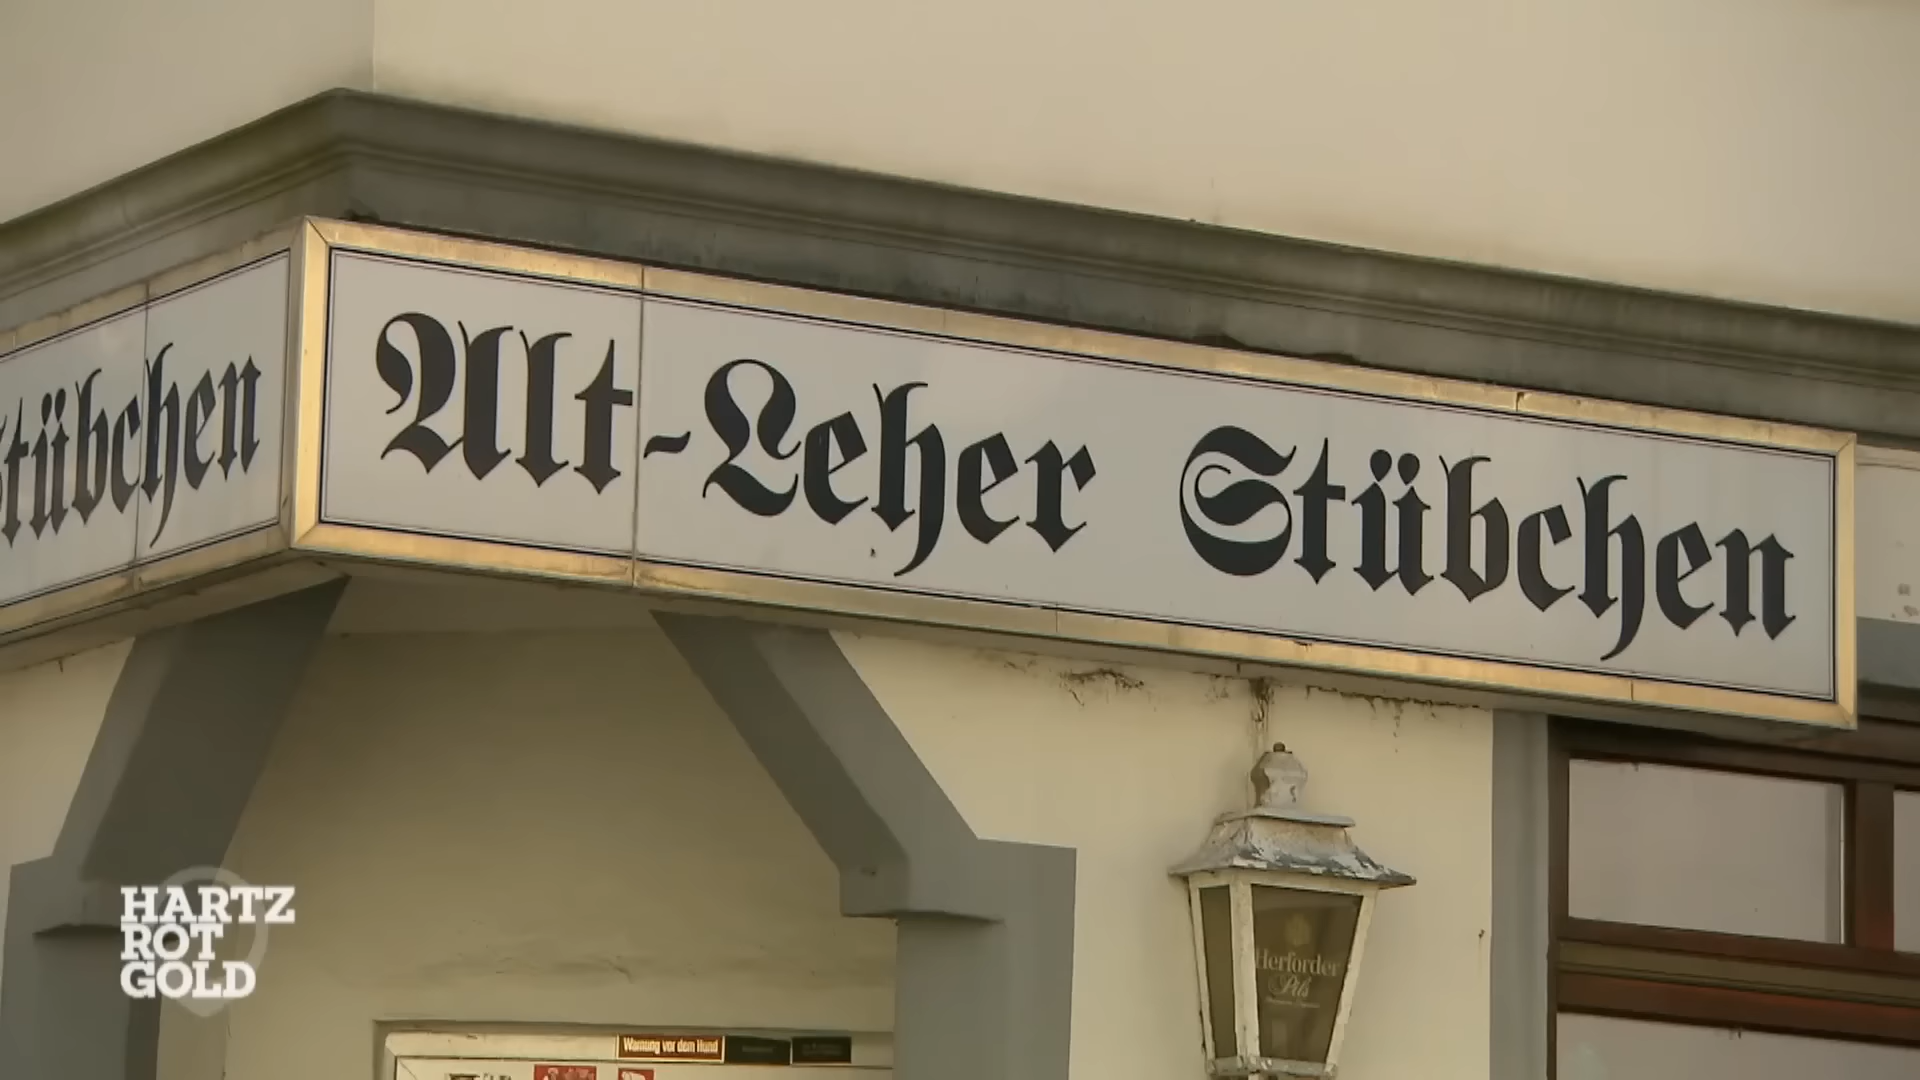 Stübchen
Alt-Leher Stübchen
Herforder
Pils
Warnung vor dem Hund
HARTZ
ROT
GOLD